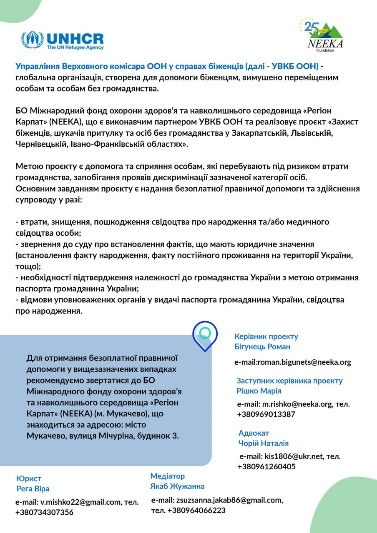 UNHCR
The UN Refugee Agency
25
NEEKA
Foundation
Управління Верховного комісара ООН у справах біженців (далі - УВКБ ООН) -
глобальна організація, створена для допомоги біженцям, вимушено переміщеним
особам та особам без громадянства.
БО Міжнародний фонд охорони здоров'я та навколишнього середовища «Регіон
Карпат» (NEEKA), що є виконавчим партнером УВКБ ООН та реалізовує проєкт «Захист
біженців, шукачів притулку та осіб без громадянства у Закарпатській, Львівській,
Чернівецькій, Івано-Франківській областях».
Метою проєкту є допомога та сприяння особам, які перебувають під ризиком втрати
громадянства, запобігання проявів дискримінації зазначеної категорії осіб.
Основним завданням проєкту є надання безоплатної правничої допомоги та здійснення
супроводу у разі:
- втрати, знищення, пошкодження свідоцтва про народження та/або медичного
свідоцтва особи;
- звернення до суду про встановлення фактів, що мають юридичне значення
(встановлення факту народження, факту постійного проживання на території України,
тощо);
- необхідності підтвердження належності до громадянства України з метою отримання
паспорта громадянина України;
- відмови уповноважених органів у видачі паспорта громадянина України, свідоцтва
про народження.
Для отримання безоплатної правничої
допомоги у вищезазначених випадках
рекомендуємо звертатися до БО
Міжнародного фонду охорони здоров'я
та навколишнього середовища «Регіон
Карпат» (NEEKA) (м. Мукачево), що
знаходиться за адресою: місто
Мукачево, вулиця Мічуріна, будинок 3.
Керівник проекту
Бігунець Роман
e-mail:roman.bigunets@neeka.org
Заступник керівника проєкту
Рішко Марія
e-mail: m.rishko@neeka.org, тел.
+380969013387
Адвокат
Чорій Наталія
e-mail: kis1806@ukr.net, тел.
+380961260405
Юрист
Рега Віра
e-mail: v.mishko22@gmail.com, тел.
+380734307356
Медіатор
Якаб Жужанна
e-mail: zsuzsanna.jakab86@gmail.com,
тел. +380964066223